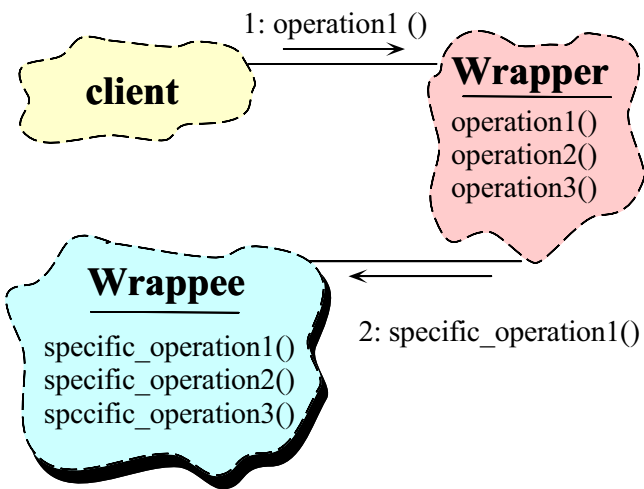 1: operation1 ()
client
Wrapper
operation1()
operation2()
operation3()
Wrappee
specific_operation1()
specific_operation2()
spccific_operation3()
2: specific_operation1()